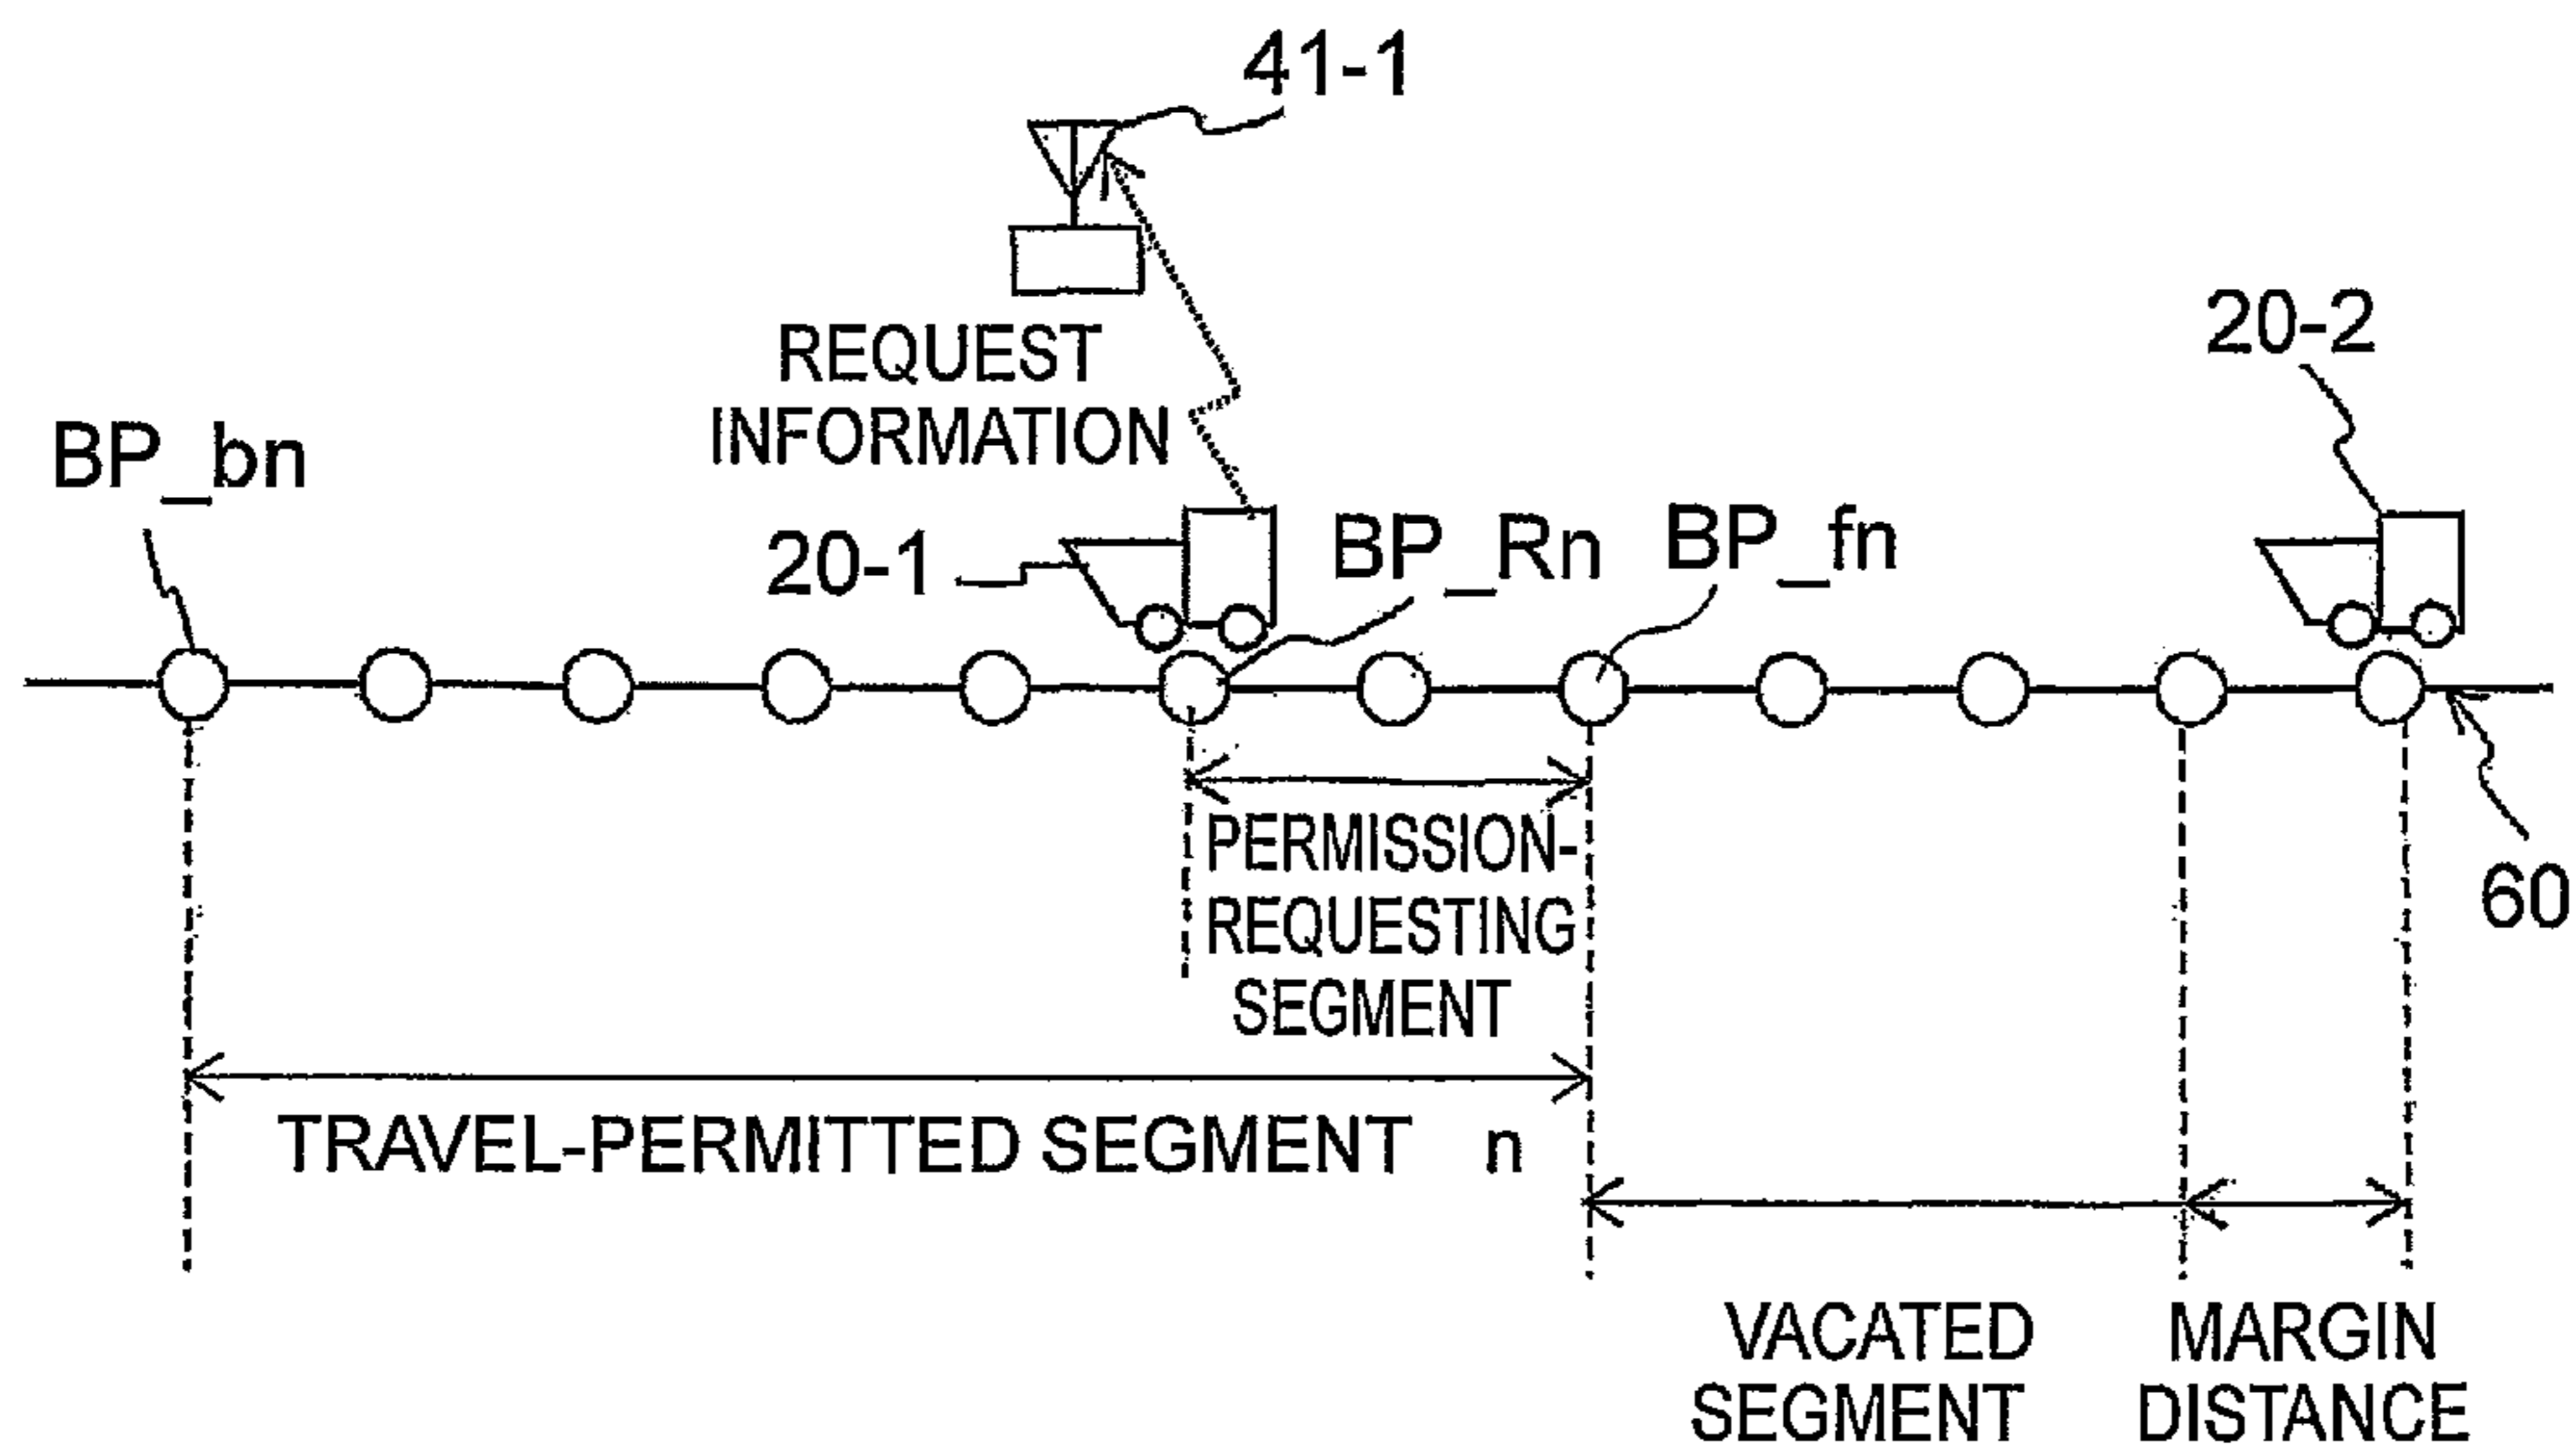 41-1
20-2
REQUEST
INFORMATION
BP_bn
20-1
BP_Rn
BP_fn
60
PERMISSION-
REQUESTING
SEGMENT
TRAVEL-PERMITTED SEGMENT n
VACATED
SEGMENT
MARGIN
DISTANCE